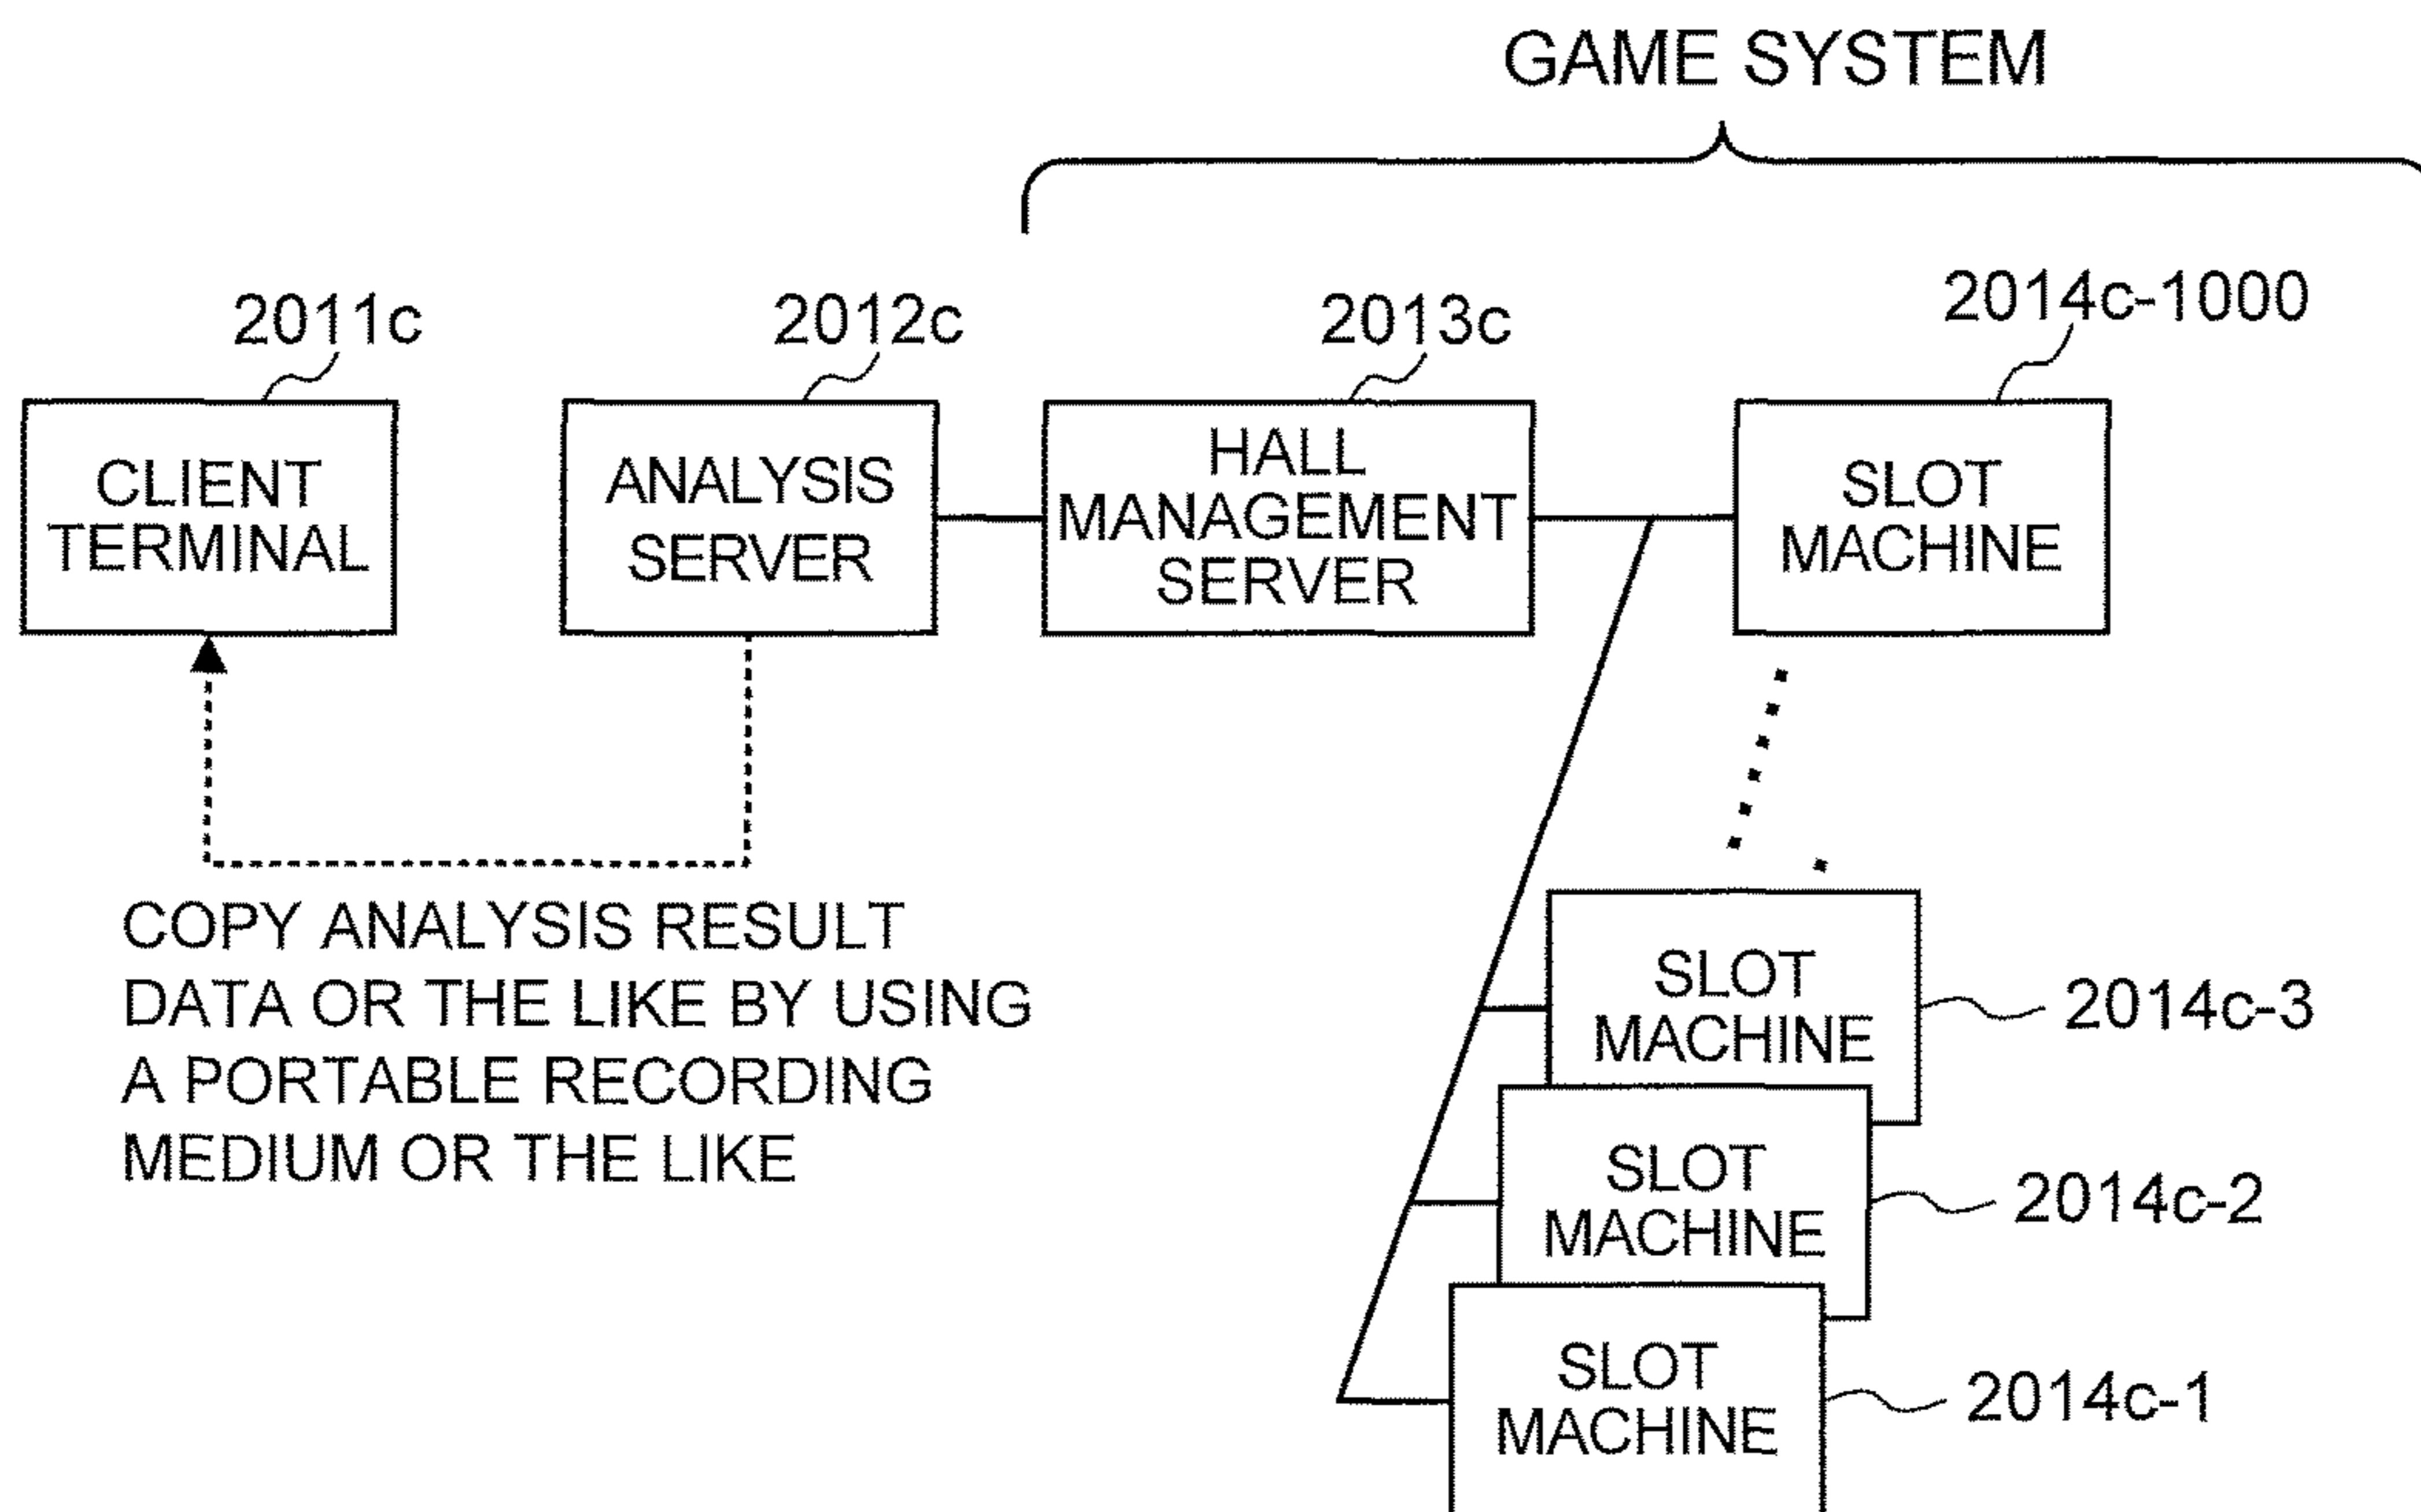 GAME SYSTEM
2011c
2012c
2013c
2014c-1000
CLIENT
TERMINAL
ANALYSIS
SERVER
HALL
MANAGEMENT
SERVER
SLOT
MACHINE
COPY ANALYSIS RESULT
DATA OR THE LIKE BY USING
A PORTABLE RECORDING
MEDIUM OR THE LIKE
SLOT
MACHINE
2014c-3
SLOT
MACHINE
2014c-2
SLOT
MACHINE
2014c-1